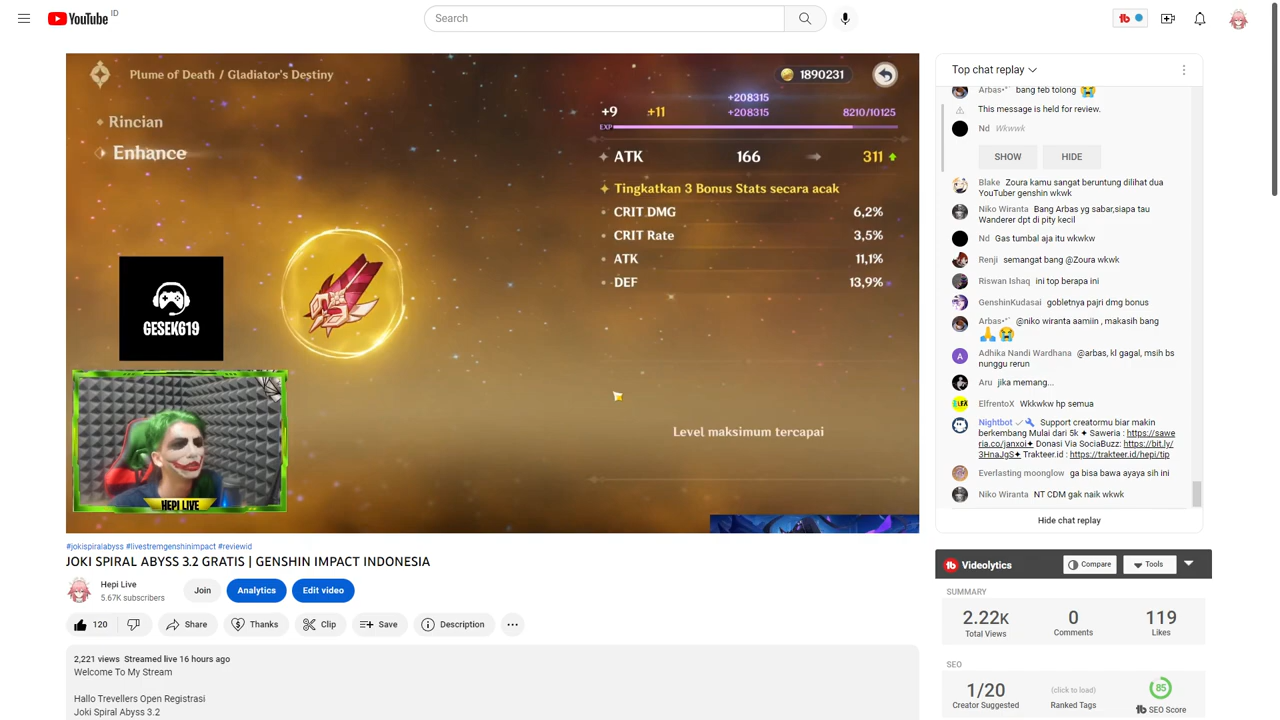 YouTube ID
Search
Plume of Death / Gladiator's Destiny
1890231
Rincian
Enhance
+208315
+9 +11 +208315 8210/10125
EXP
ATK 166 311
Tingkatkan 3 Bonus Stats secara acak
CRIT DMG 6,2%
CRIT Rate 3,5%
ATK 11,1%
DEF 13,9%
GESEK619
HEPI LIVE
Level maksimum tercapai
Top chat replay
Arbas•°¨ bang feb tolong 😭
This message is held for review.
Nd Wkwwk
SHOW HIDE
Blake Zoura kamu sangat beruntung dilihat dua
YouTuber genshin wkwk
Niko Wiranta Bang Arbas yg sabar,siapa tau
Wanderer dpt di pity kecil
Nd Gas tumbal aja itu wkwkw
Renji semangat bang @Zoura wkwk
Riswan Ishaq ini top berapa ini
GenshinKudasai gobletnya pajri dmg bonus
Arbas•°¨ @niko wiranta aamiin , makasih bang
🙏😭
A Adhika Nandi Wardhana @arbas, kl gagal, msih bs
nunggu rerun
Aru jika memang...
ElfrentoX Wkkwkw hp semua
Nightbot Support creatormu biar makin
berkembang Mulai dari 5k ✦ Saweria : https://sawe
ria.co/janxoi✦ Donasi Via SociaBuzz: https://bit.ly/
3HnaJgS✦ Trakteer.id : https://trakteer.id/hepi/tip
Everlasting moonglow ga bisa bawa ayaya sih ini
Niko Wiranta NT CDM gak naik wkwk
Hide chat replay
#jokispiralabyss #livestremgenshinimpact #reviewid
JOKI SPIRAL ABYSS 3.2 GRATIS | GENSHIN IMPACT INDONESIA
Hepi Live
5.67K subscribers
Join Analytics Edit video
120 Share Thanks Clip Save Description
2,221 views Streamed live 16 hours ago
Welcome To My Stream
Hallo Trevellers Open Registrasi
Joki Spiral Abyss 3.2
tb Videolytics Compare Tools
SUMMARY
2.22K 0 119
Total Views Comments Likes
SEO
1/20 (click to load) 85
Creator Suggested Ranked Tags tb SEO Score